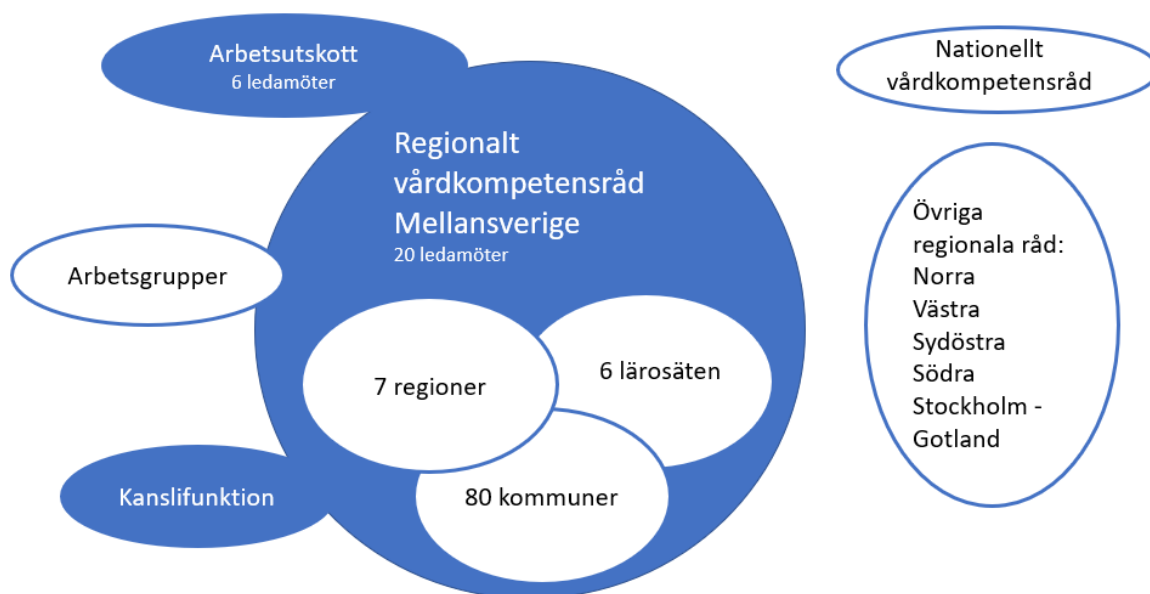 Arbetsutskott
6 ledamöter
Regionalt
vårdkompetensråd
Mellansverige
20 ledamöter
Arbetsgrupper
7 regioner
6 lärosäten
80 kommuner
Kanslifunktion
Nationellt
vårdkompetensråd
Övriga
regionala råd:
Norra
Västra
Sydöstra
Södra
Stockholm -
Gotland